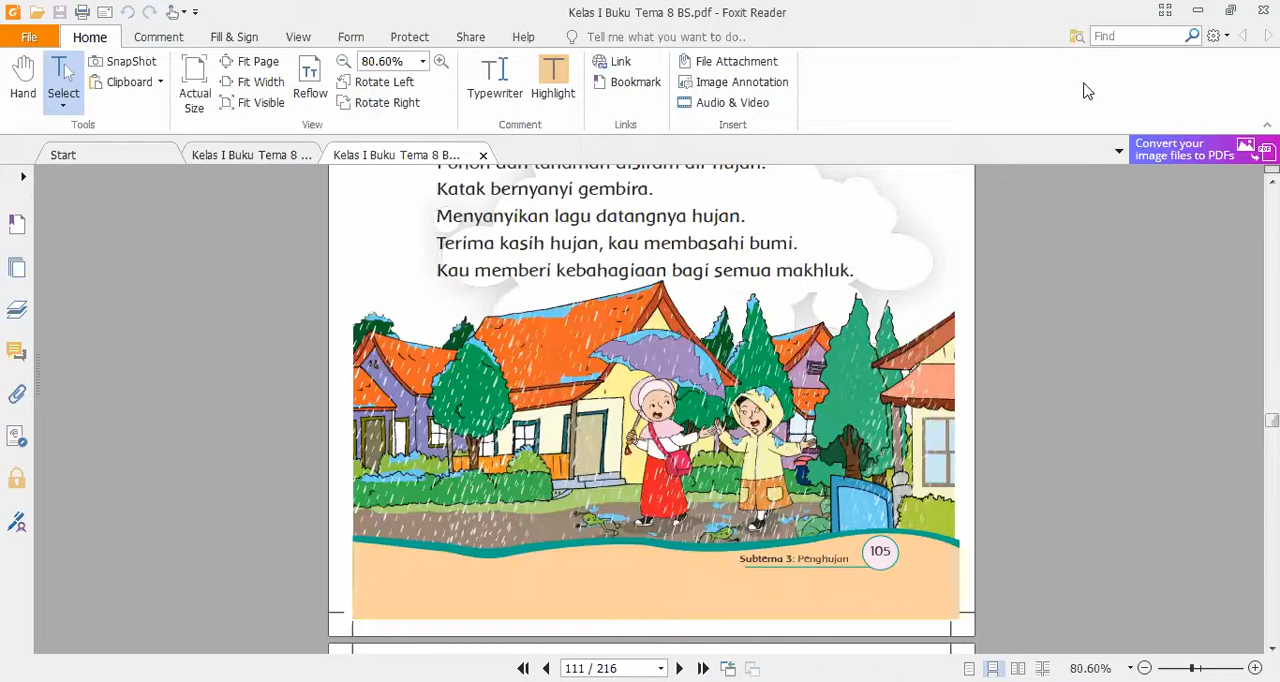 Kelas I Buku Tema 8 BS.pdf - Foxit Reader
File Home Comment Fill & Sign View Form Protect Share Help Tell me what you want to do.. Find
Hand
Select
SnapShot
Clipboard
Tools
Actual Size
Fit Page
Fit Width
Fit Visible
Reflow
80.60%
Rotate Left
Rotate Right
View
Typewriter
Highlight
Comment
Link
Bookmark
Links
File Attachment
Image Annotation
Audio & Video
Insert
Start
Kelas I Buku Tema 8 ...
Kelas I Buku Tema 8 B...
Convert your
image files to PDFs
Katak bernyanyi gembira.
Menyanyikan lagu datangnya hujan.
Terima kasih hujan, kau membasahi bumi.
Kau memberi kebahagiaan bagi semua makhluk.
Subtema 3: Penghujan 105
111 / 216
80.60%